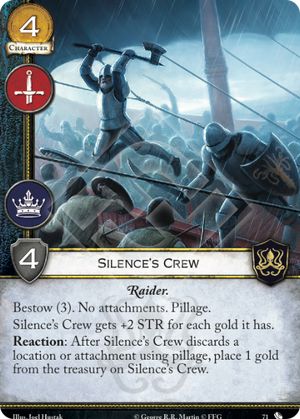 4
CHARACTER
4
SILENCE'S CREW
Raider.
Bestow (3). No attachments. Pillage.
Silence's Crew gets +2 STR for each gold it has.
Reaction: After Silence's Crew discards a
location or attachment using pillage, place 1 gold
from the treasury on Silence's Crew.
Illus. Joel Hustak
© George R.R. Martin © FFG
71